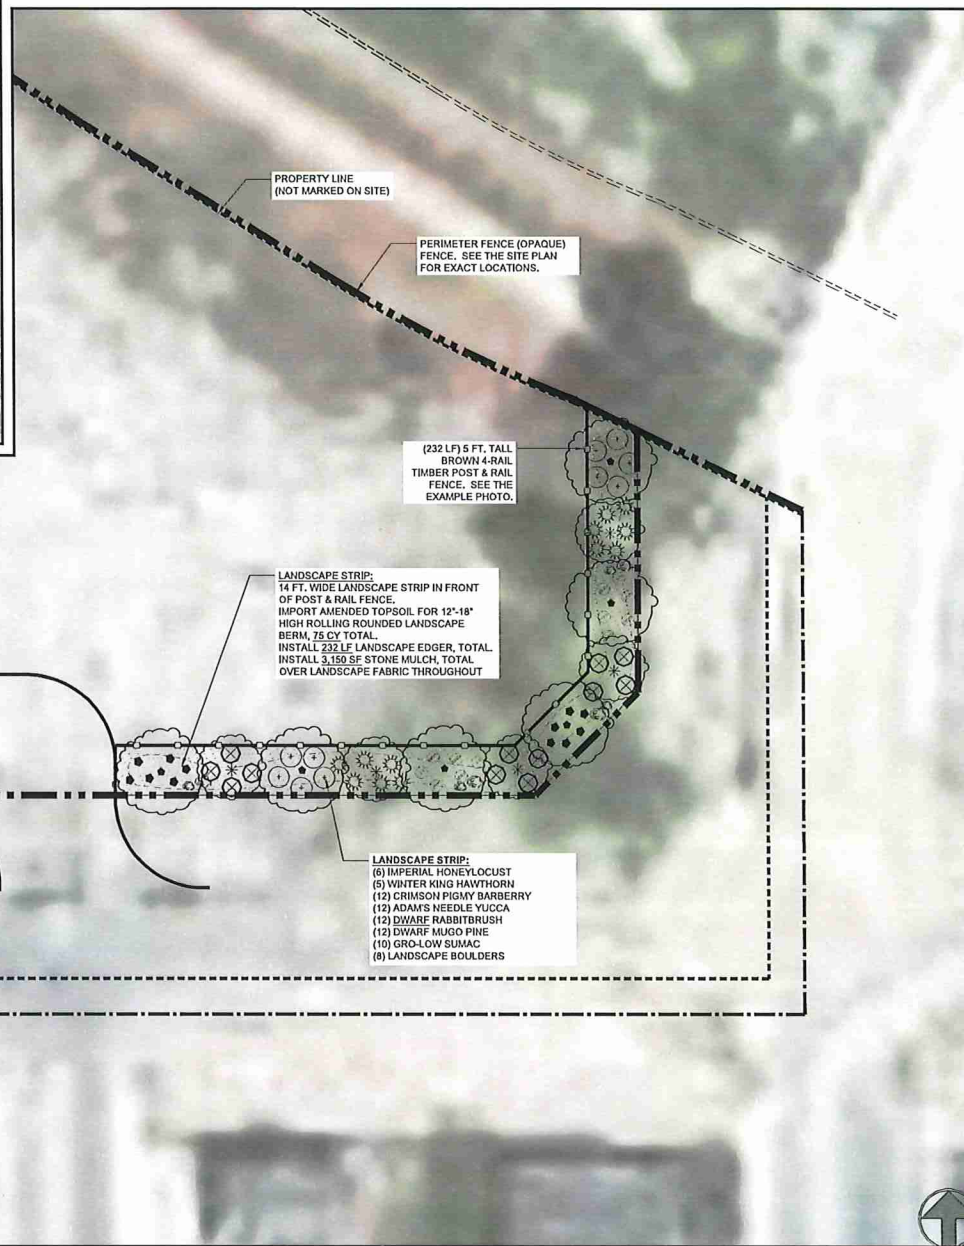 PROPERTY LINE
(NOT MARKED ON SITE)
PERIMETER FENCE (OPAQUE)
FENCE. SEE THE SITE PLAN
FOR EXACT LOCATIONS.
(232 LF) 5 FT. TALL
BROWN 4-RAIL
TIMBER POST & RAIL
FENCE. SEE THE
EXAMPLE PHOTO.
LANDSCAPE STRIP:
14 FT. WIDE LANDSCAPE STRIP IN FRONT
OF POST & RAIL FENCE.
IMPORT AMENDED TOPSOIL FOR 12"-18"
HIGH ROLLING ROUNDED LANDSCAPE
BERM, 75 CY TOTAL.
INSTALL 232 LF LANDSCAPE EDGER, TOTAL.
INSTALL 3,150 SF STONE MULCH, TOTAL
OVER LANDSCAPE FABRIC THROUGHOUT
LANDSCAPE STRIP:
(6) IMPERIAL HONEYLOCUST
(5) WINTER KING HAWTHORN
(12) CRIMSON PIGMY BARBERRY
(12) ADAM'S NEEDLE YUCCA
(12) DWARF RABBITBRUSH
(12) DWARF MUGO PINE
(10) GRO-LOW SUMAC
(8) LANDSCAPE BOULDERS